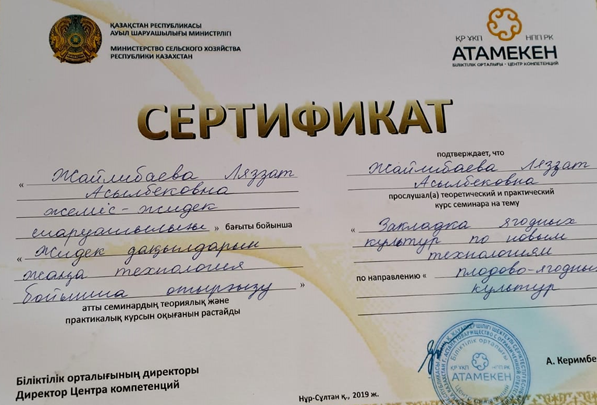 ҚАЗАҚСТАН РЕСПУБЛИКАСЫ
АУЫЛ ШАРУАШЫЛЫҒЫ МИНИСТРЛІГІ
МИНИСТЕРСТВО СЕЛЬСКОГО ХОЗЯЙСТВА
РЕСПУБЛИКИ КАЗАХСТАН
ҚР ҰКП НПП РК
АТАМЕКЕН
БІЛІКТІЛІК ОРТАЛЫҒЫ - ЦЕНТР КОМПЕТЕНЦИЙ
СЕРТИФИКАТ
« Жайлибаева Ляззат
Асылбековна
жеміс-жидек
шаруашылығы » бағыты бойынша
« Жидек дақылдарын
жаңа технология
бойынша отырғызу »
атты семинардың теориялық және
практикалық курсын оқығанын растайды
подтверждает, что
Жайлибаева Ляззат
Асылбековна
прослушал(а) теоретический и практический
курс семинара на тему
« Закладка ягодных
культур по новым
технологиям
по направлению « плодово-ягодных
культур
Біліктілік орталығының директоры
Директор Центра компетенций
Нұр-Сұлтан қ., 2019 ж.
А. Керимбе
Біліктілік орталығы
ҚР ҰКП НПП РК
АТАМЕКЕН